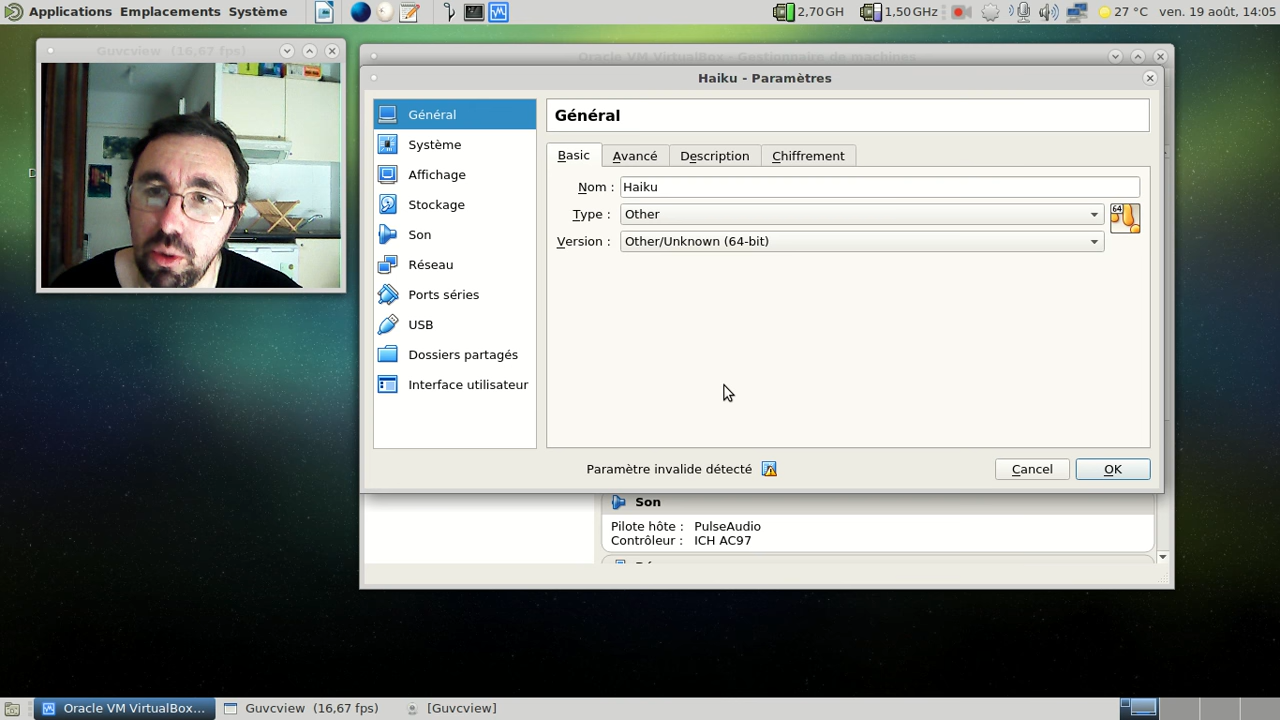 Applications Emplacements Système 2,70 GH 1,50 GHz 27 °C ven. 19 août, 14:05
Guvcview (16,67 fps)
Oracle VM VirtualBox - Gestionnaire de machines
Haiku - Paramètres
Général
Système
Affichage
Stockage
Son
Réseau
Ports séries
USB
Dossiers partagés
Interface utilisateur
Général
Basic Avancé Description Chiffrement
Nom : Haiku
Type : Other
64
Version : Other/Unknown (64-bit)
Paramètre invalide détecté
Cancel OK
Son
Pilote hôte : PulseAudio
Contrôleur : ICH AC97
Oracle VM VirtualBox... Guvcview (16,67 fps) [Guvcview]